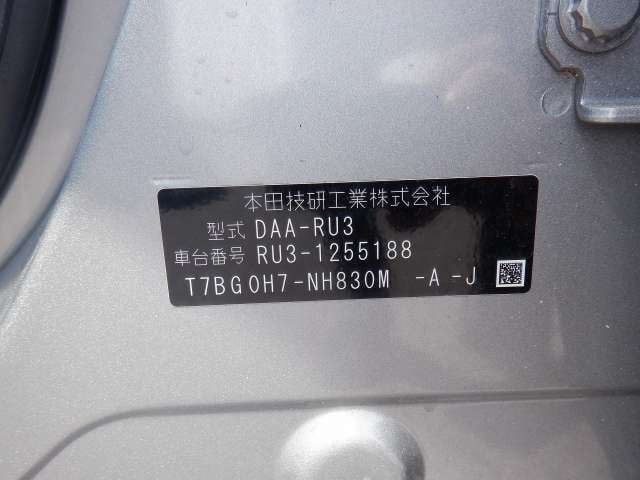 本田技研工業株式会社
型式 DAA-RU3
車台番号 RU3-1255188
T7BG0H7-NH830M -A -J